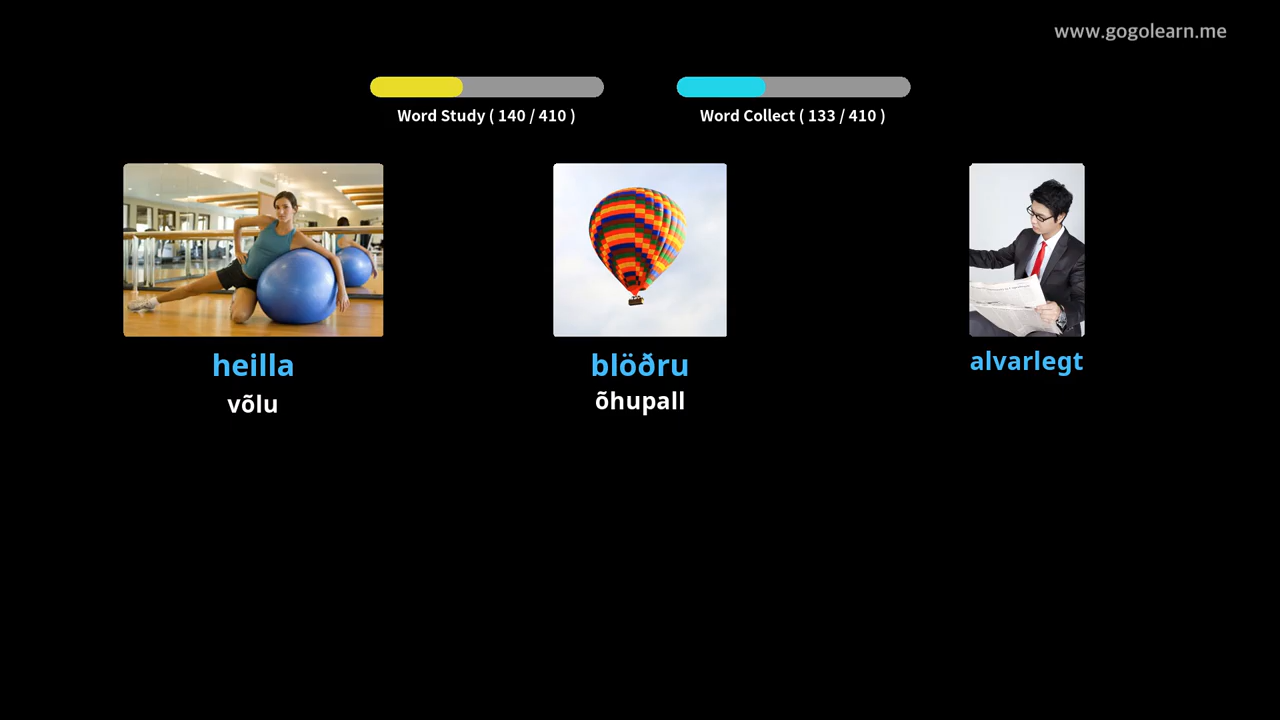 www.gogolearn.me
Word Study ( 140 / 410 )
Word Collect ( 133 / 410 )
heilla
võlu
blöðru
õhupall
alvarlegt